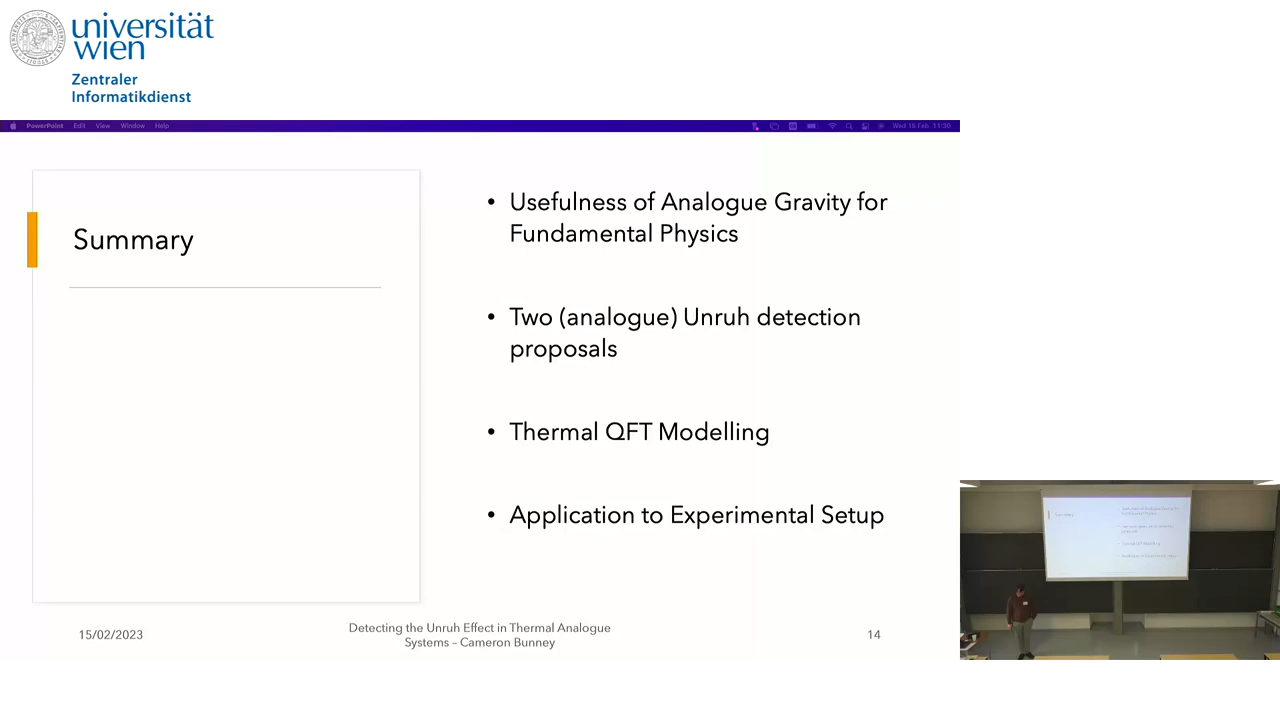 universität
wien
Zentraler
Informatikdienst
PowerPoint Edit View Window Help
Wed 15 Feb 11:50
Summary
• Usefulness of Analogue Gravity for
Fundamental Physics
• Two (analogue) Unruh detection
proposals
• Thermal QFT Modelling
• Application to Experimental Setup
15/02/2023
Detecting the Unruh Effect in Thermal Analogue
Systems – Cameron Bunney
14